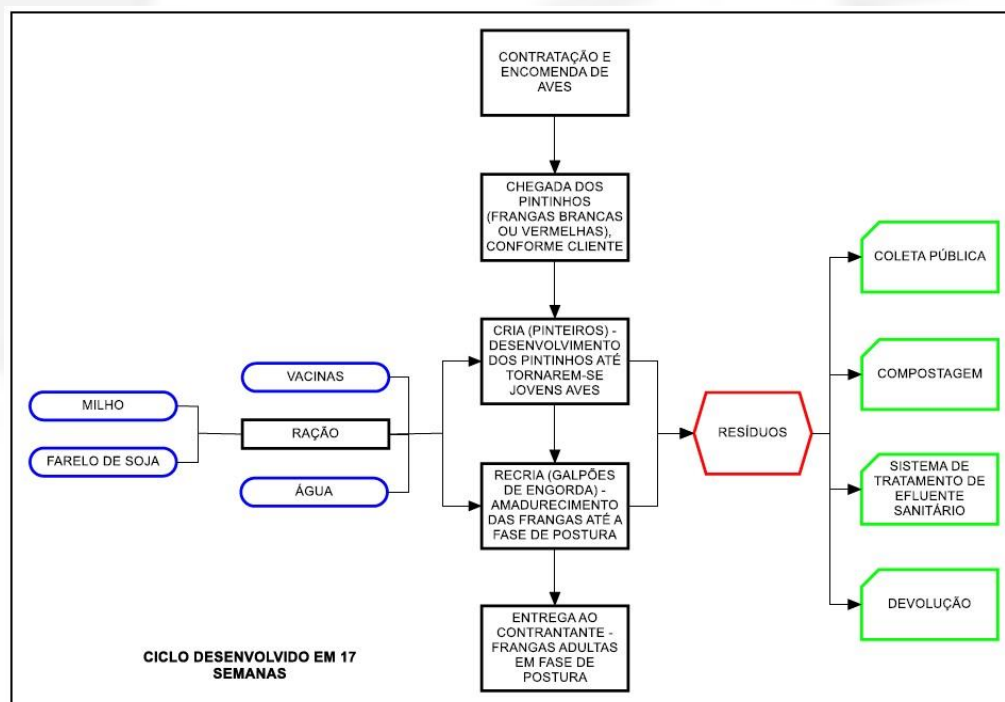 CONTRATAÇÃO E
ENCOMENDA DE
AVES
CHEGADA DOS
PINTINHOS
(FRANGAS BRANCAS
OU VERMELHAS),
CONFORME CLIENTE
COLETA PÚBLICA
CRIA (PINTEIROS) -
DESENVOLVIMENTO
DOS PINTINHOS ATÉ
TORNAREM-SE
JOVENS AVES
VACINAS
COMPOSTAGEM
MILHO
RAÇÃO
RESÍDUOS
FARELO DE SOJA
ÁGUA
RECRIA (GALPÕES
DE ENGORDA) -
AMADURECIMENTO
DAS FRANGAS ATÉ A
FASE DE POSTURA
SISTEMA DE
TRATAMENTO DE
EFLUENTE
SANITÁRIO
DEVOLUÇÃO
ENTREGA AO
CONTRANTANTE -
FRANGAS ADULTAS
EM FASE DE
POSTURA
CICLO DESENVOLVIDO EM 17
SEMANAS